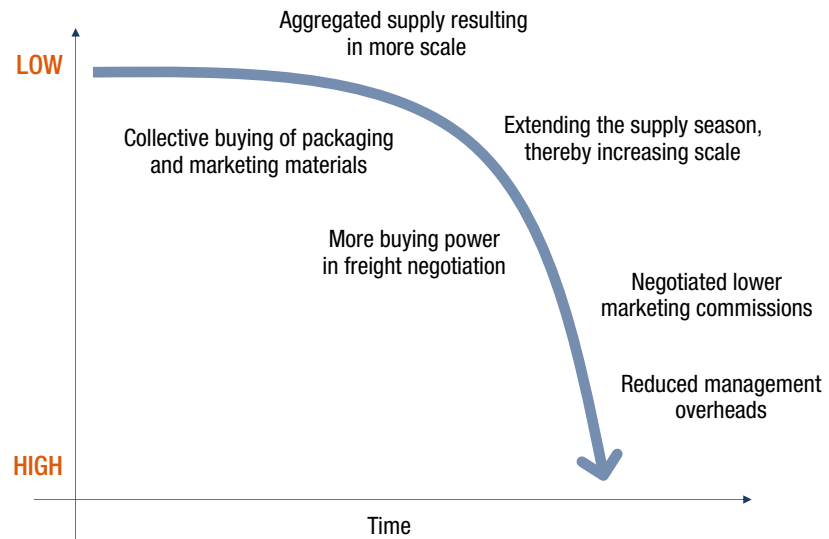 Aggregated supply resulting
in more scale
LOW
Extending the supply season,
thereby increasing scale
Collective buying of packaging
and marketing materials
More buying power
in freight negotiation
Negotiated lower
marketing commissions
Reduced management
overheads
HIGH
Time